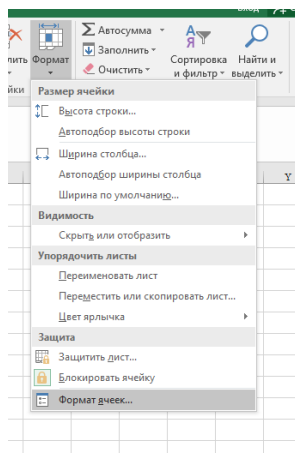 Вход
Автосумма
Заполнить
Очистить
Формат
Сортировка и фильтр
Найти и выделить
Размер ячейки
Высота строки...
Автоподбор высоты строки
Ширина столбца...
Автоподбор ширины столбца
Ширина по умолчанию...
Видимость
Скрыть или отобразить
Упорядочить листы
Переименовать лист
Переместить или скопировать лист...
Цвет ярлычка
Защита
Защитить лист...
Блокировать ячейку
Формат ячеек...
Y